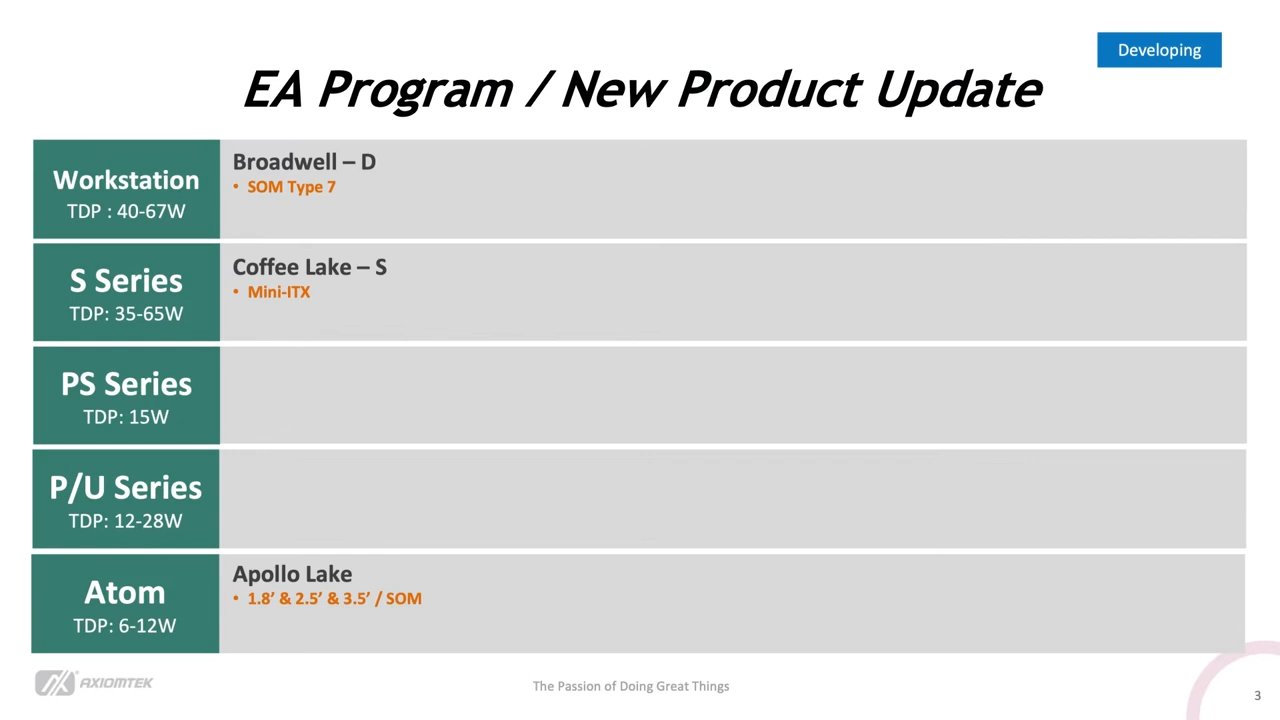 Developing
EA Program / New Product Update
Workstation
TDP : 40-67W
Broadwell – D
• SOM Type 7
S Series
TDP: 35-65W
Coffee Lake – S
• Mini-ITX
PS Series
TDP: 15W
P/U Series
TDP: 12-28W
Atom
TDP: 6-12W
Apollo Lake
• 1.8’ & 2.5’ & 3.5’ / SOM
AXIOMTEK
The Passion of Doing Great Things
3